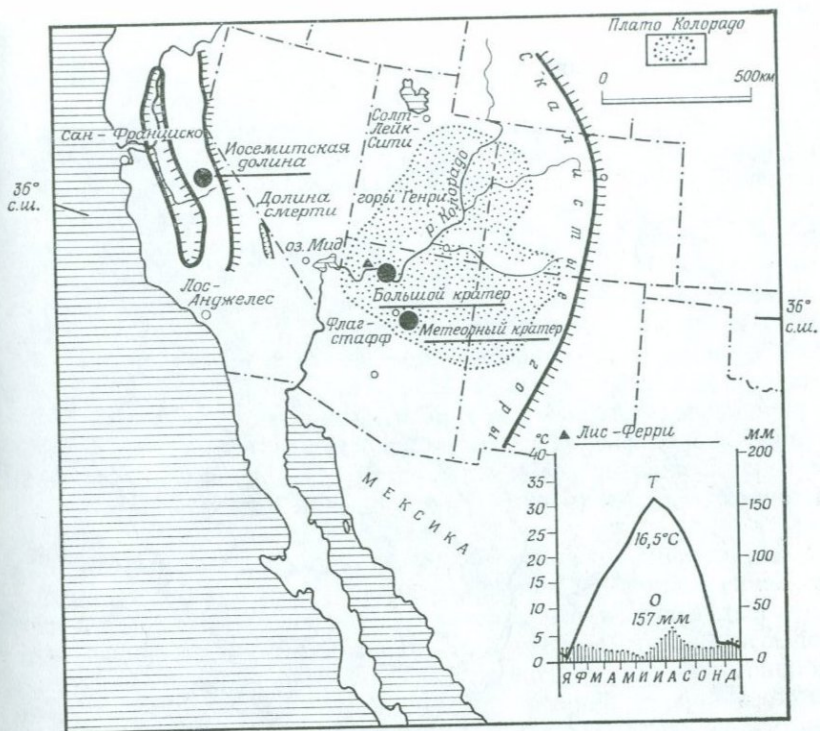 Плато Колорадо
0 500км
Скалистые горы
Солт-
Лейк-
Сити
Сан-Франциско
Йосемитская
долина
36°
с.ш.
Долина
смерти
горы Генри
р. Колорадо
оз. Мид
Лос-
Анджелес
Большой кратер
Флаг-
стафф
Метеорный кратер
36°
с.ш.
МЕКСИКА
Лис-Ферри
°С
мм
40
35
30
25
20
15
10
5
0
200
150
100
50
0
Т
16,5°С
О
157 мм
Я Ф М А М И И А С О Н Д